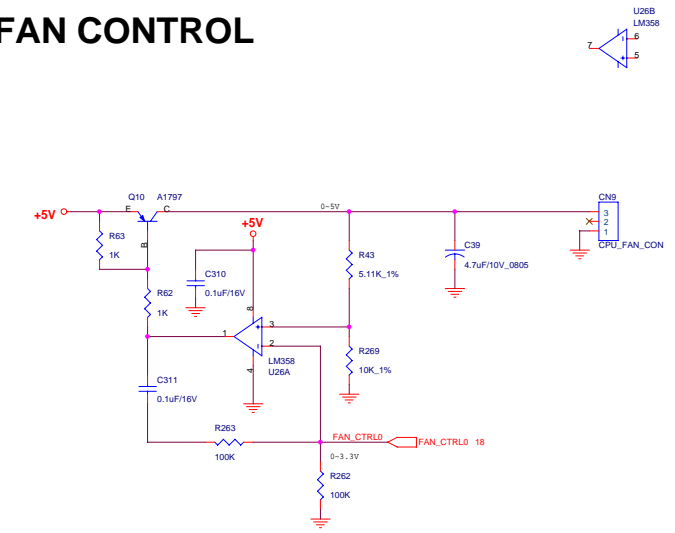 FAN CONTROL
U26B
LM358
7
6
5
Q10 A1797
E C
B
+5V
R63
1K
R62
1K
+5V
C310
0.1uF/16V
8
1
3
2
4
LM358
U26A
0~5V
R43
5.11K_1%
R269
10K_1%
C39
4.7uF/10V_0805
CN9
3
2
1
CPU_FAN_CON
C311
0.1uF/16V
R263
100K
FAN_CTRL0
FAN_CTRL0 18
0~3.3V
R262
100K